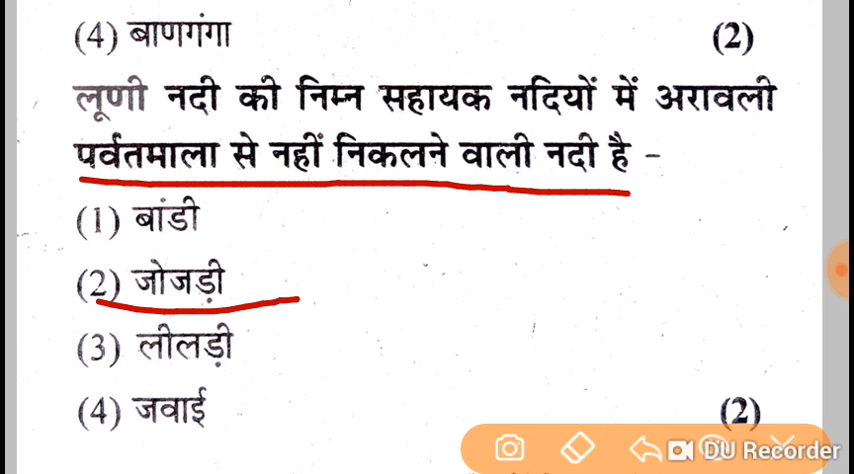 (4) बाणगंगा (2)
लूणी नदी की निम्न सहायक नदियों में अरावली
पर्वतमाला से नहीं निकलने वाली नदी है -
(1) बांडी
(2) जोजड़ी
(3) लीलड़ी
(4) जवाई (2)
DU Recorder